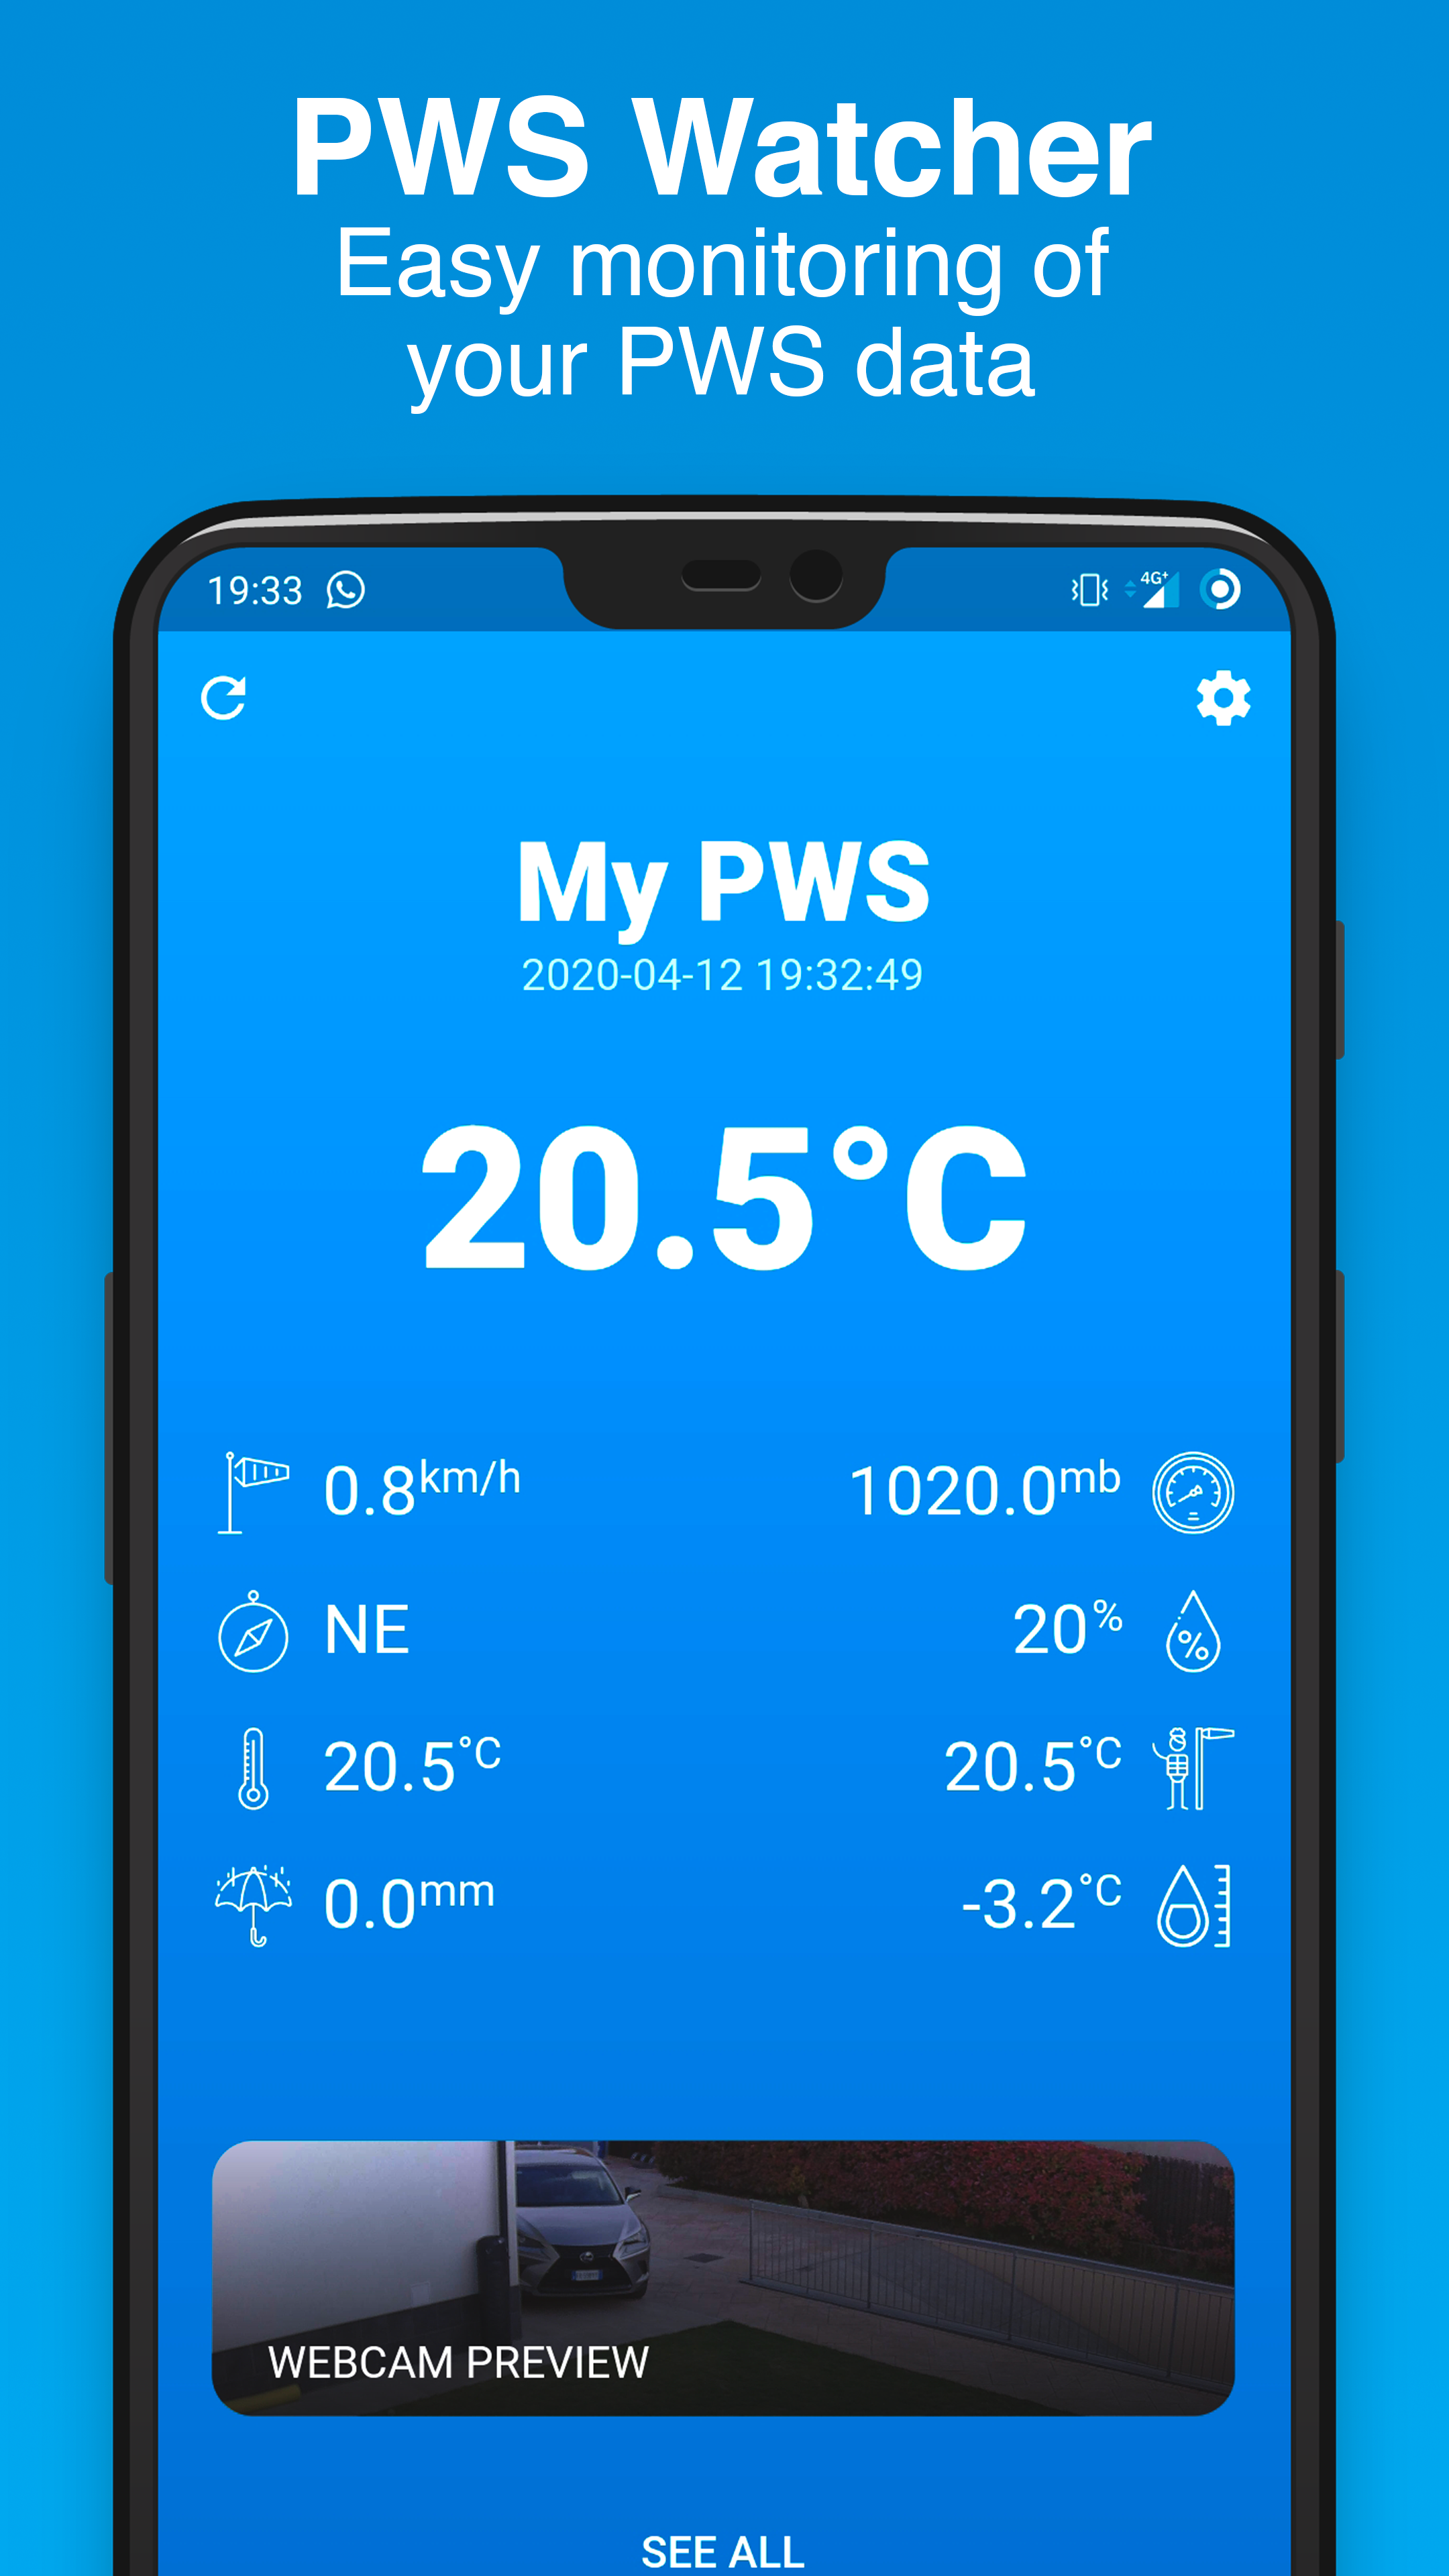 PWS Watcher
Easy monitoring of
your PWS data
19:33
4G+
My PWS
2020-04-12 19:32:49
20.5°C
0.8km/h 1020.0mb
NE 20%
%
20.5°C 20.5°C
0.0mm -3.2°C
WEBCAM PREVIEW
SEE ALL